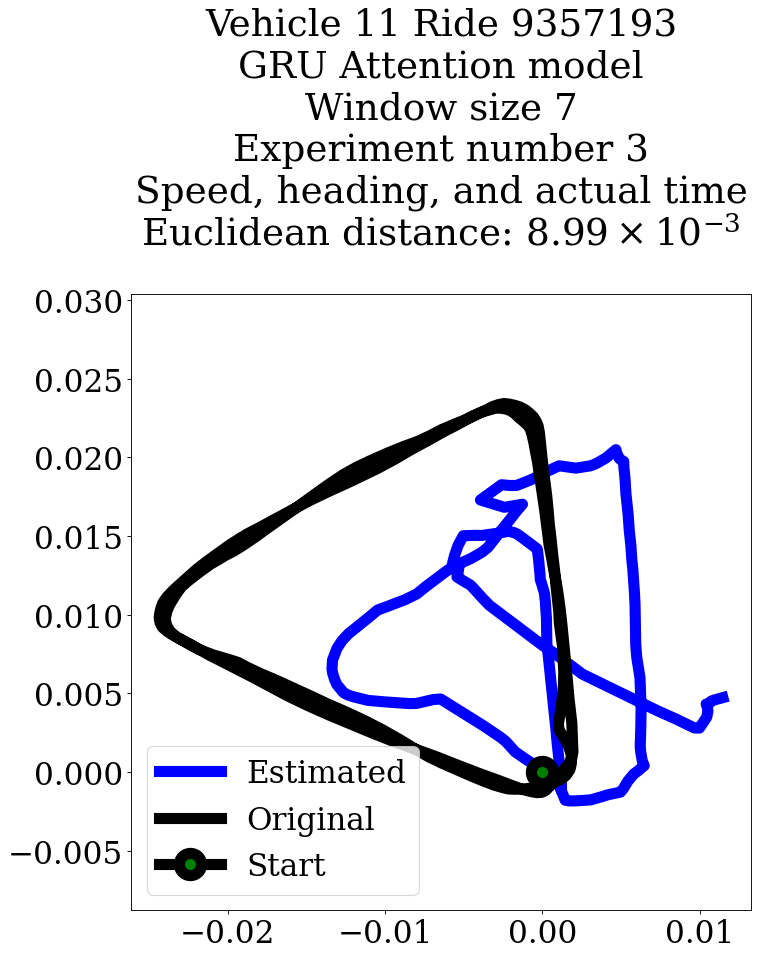 Vehicle 11 Ride 9357193
GRU Attention model
Window size 7
Experiment number 3
Speed, heading, and actual time
Euclidean distance: 8.99 × 10⁻³
0.030
0.025
0.020
0.015
0.010
0.005
0.000
−0.005
Estimated
Original
Start
−0.02
−0.01
0.00
0.01